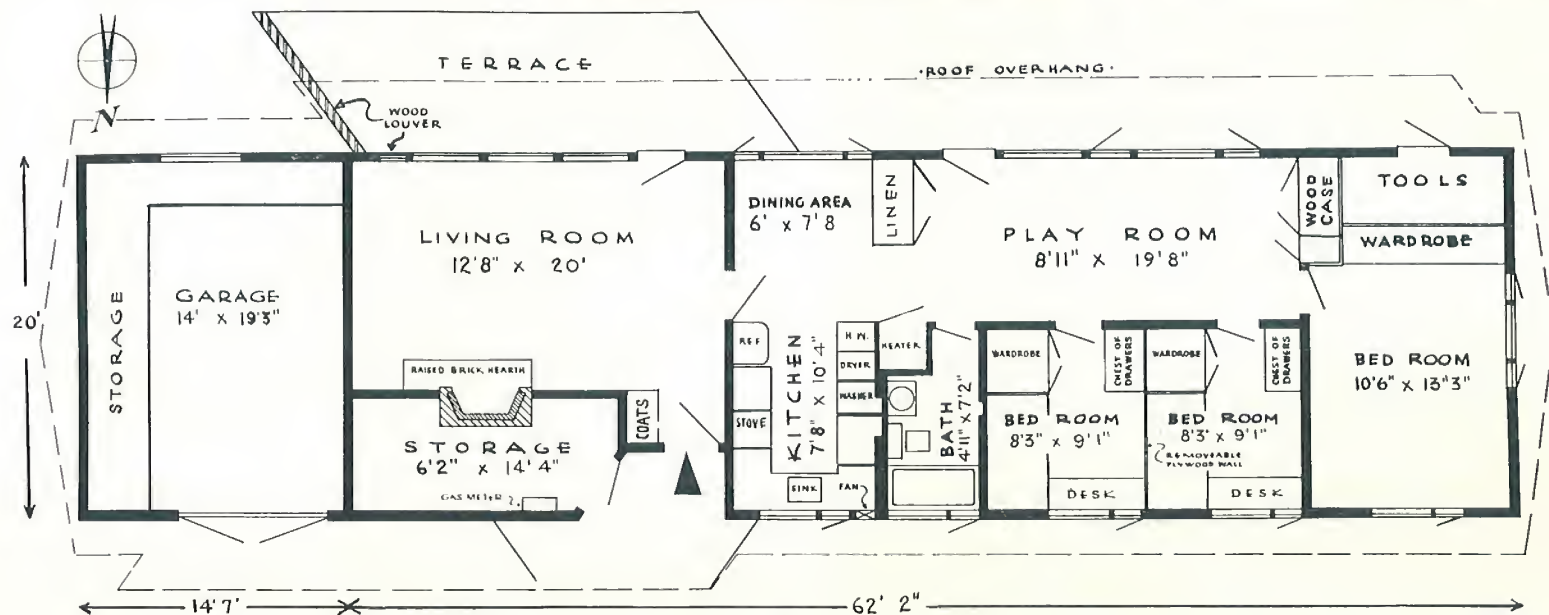 TERRACE
·ROOF OVERHANG·
N
WOOD
LOUVER
20'
STORAGE
GARAGE
14' x 19'3"
LIVING ROOM
12'8" x 20'
DINING AREA
6' x 7'8
LINEN
PLAY ROOM
8'11" x 19'8"
WOOD
CASE
TOOLS
WARDROBE
BED ROOM
10'6" x 13'3"
RAISED BRICK HEARTH
STORAGE
6'2" x 14'4"
GAS METER
COATS
REF
STOVE
KITCHEN
7'8" x 10'4"
H.W.
DRYER
WASHER
SINK
FAN
HEATER
BATH
4'11" x 7'2"
WARDROBE
CHEST OF
DRAWERS
BED ROOM
8'3" x 9'1"
DESK
WARDROBE
CHEST OF
DRAWERS
BED ROOM
8'3' x 9'1"
REMOVEABLE
PLYWOOD WALL
DESK
14'7'
62' 2"